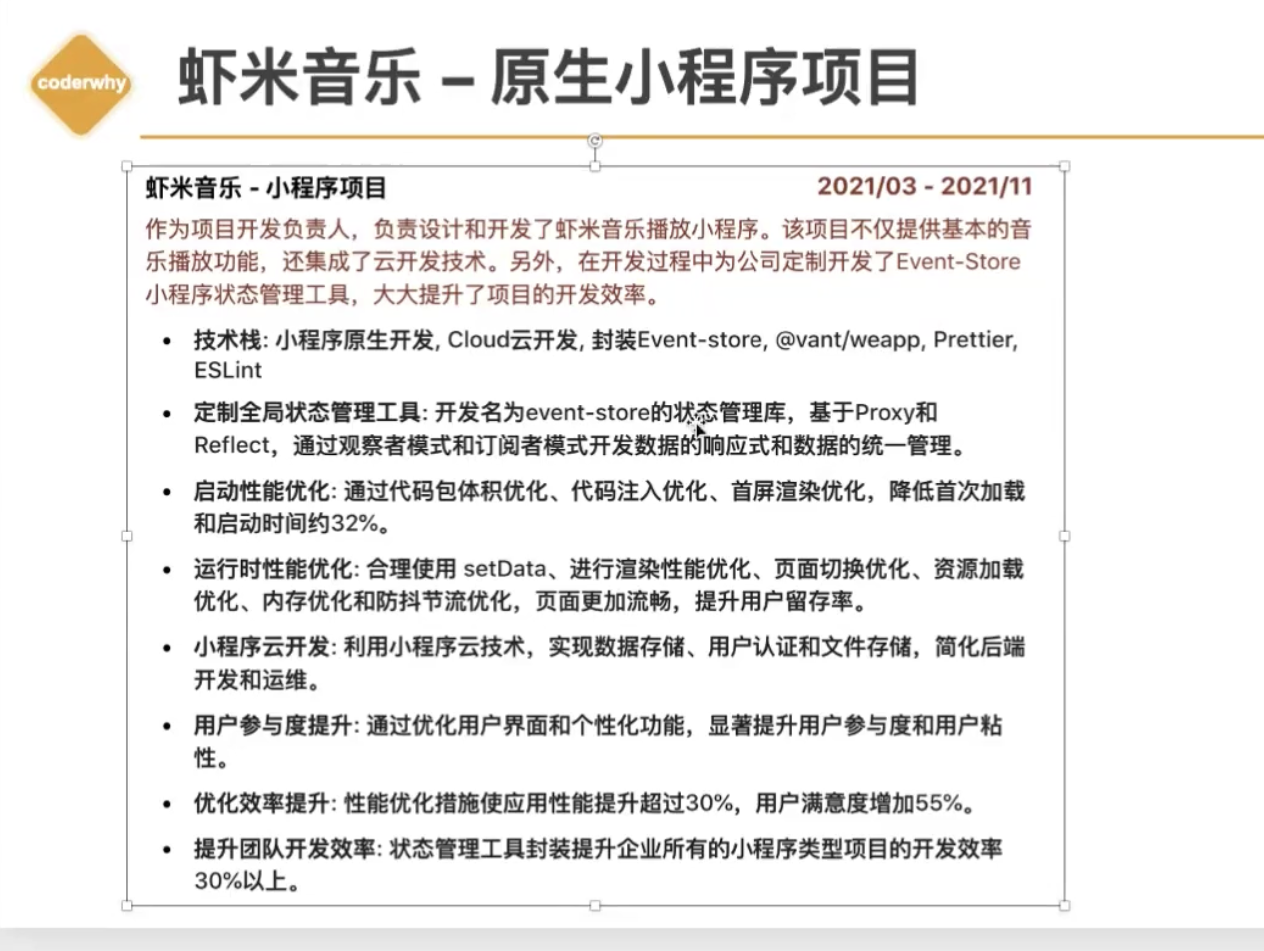 coderwhy
虾米音乐 – 原生小程序项目
虾米音乐 - 小程序项目 2021/03 - 2021/11
作为项目开发负责人，负责设计和开发了虾米音乐播放小程序。该项目不仅提供基本的音
乐播放功能，还集成了云开发技术。另外，在开发过程中为公司定制开发了Event-Store
小程序状态管理工具，大大提升了项目的开发效率。
• 技术栈: 小程序原生开发, Cloud云开发, 封装Event-store, @vant/weapp, Prettier,
ESLint
• 定制全局状态管理工具: 开发名为event-store的状态管理库，基于Proxy和
Reflect，通过观察者模式和订阅者模式开发数据的响应式和数据的统一管理。
• 启动性能优化: 通过代码包体积优化、代码注入优化、首屏渲染优化，降低首次加载
和启动时间约32%。
• 运行时性能优化: 合理使用 setData、进行渲染性能优化、页面切换优化、资源加载
优化、内存优化和防抖节流优化，页面更加流畅，提升用户留存率。
• 小程序云开发: 利用小程序云技术，实现数据存储、用户认证和文件存储，简化后端
开发和运维。
• 用户参与度提升: 通过优化用户界面和个性化功能，显著提升用户参与度和用户粘
性。
• 优化效率提升: 性能优化措施使应用性能提升超过30%，用户满意度增加55%。
• 提升团队开发效率: 状态管理工具封装提升企业所有的小程序类型项目的开发效率
30%以上。